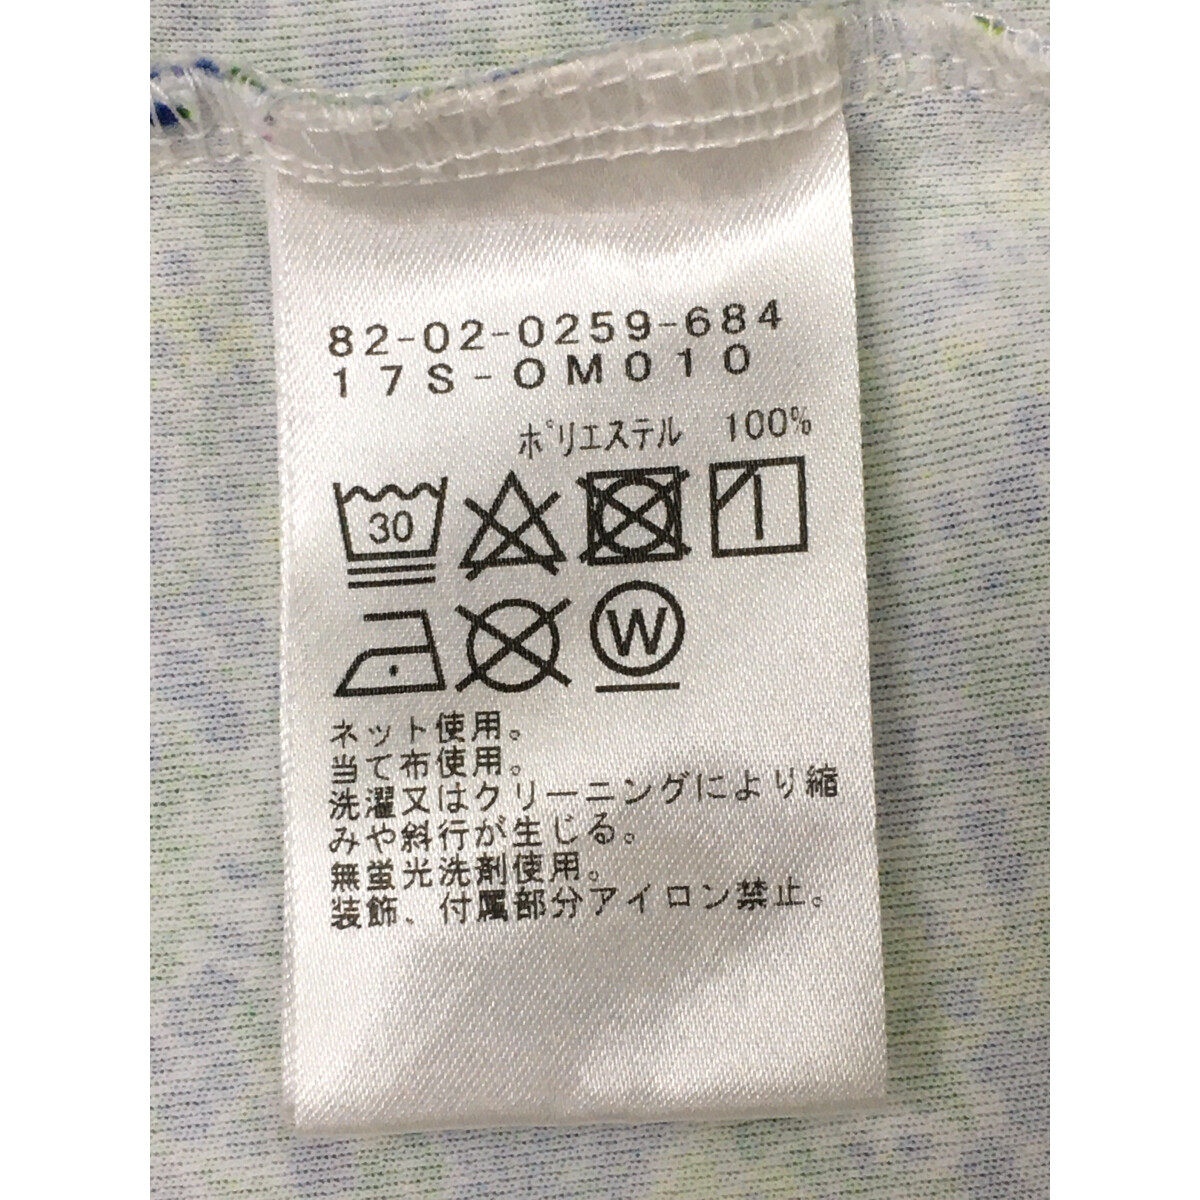 82-02-0259-684
17S-OM010
ポリエステル 100%
30
W
ネット使用。
当て布使用。
洗濯又はクリーニングにより縮
みや斜行が生じる。
無蛍光洗剤使用。
装飾、付属部分アイロン禁止。